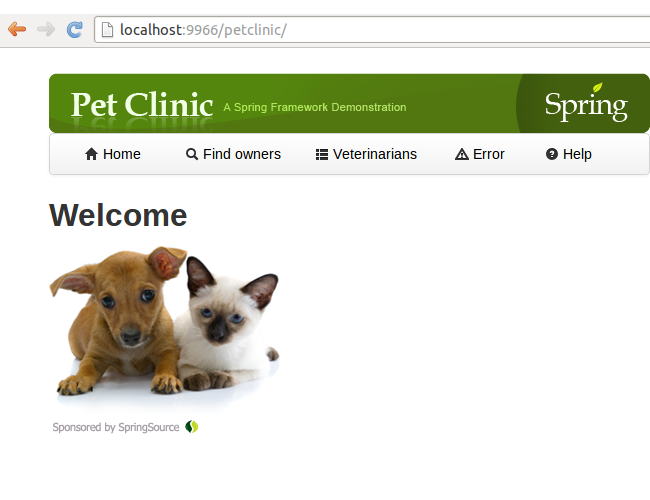 localhost:9966/petclinic/
Pet Clinic A Spring Framework Demonstration Spring
Home Find owners Veterinarians Error Help
Welcome
Sponsored by SpringSource